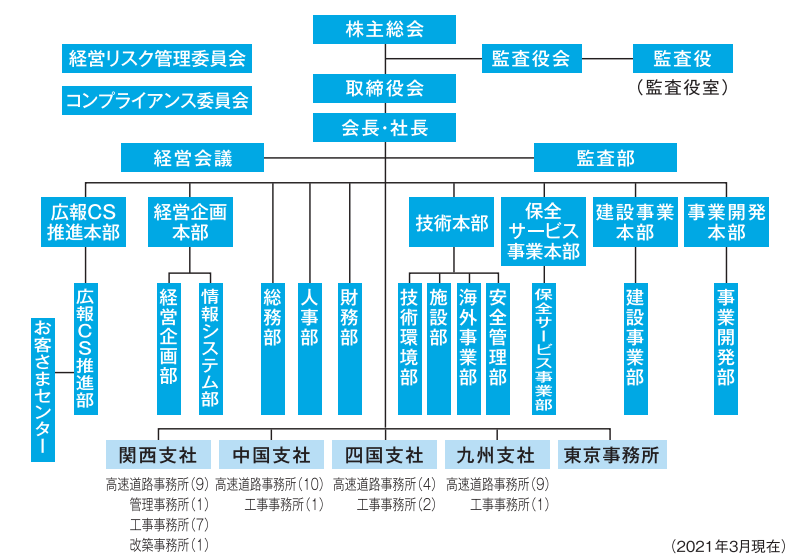 株主総会
経営リスク管理委員会
監査役会
監査役
(監査役室)
コンプライアンス委員会
取締役会
会長・社長
経営会議
監査部
広報CS
推進本部
経営企画
本部
技術本部
保全
サービス
事業本部
建設事業
本部
事業開発
本部
お客さまセンター
広報CS推進部
経営企画部
情報システム部
総務部
人事部
財務部
技術環境部
施設部
海外事業部
安全管理部
保全サービス事業部
建設事業部
事業開発部
関西支社
中国支社
四国支社
九州支社
東京事務所
高速道路事務所(9)
管理事務所(1)
工事事務所(7)
改築事務所(1)
高速道路事務所(10)
工事事務所(1)
高速道路事務所(4)
工事事務所(2)
高速道路事務所(9)
工事事務所(1)
(2021年3月現在)